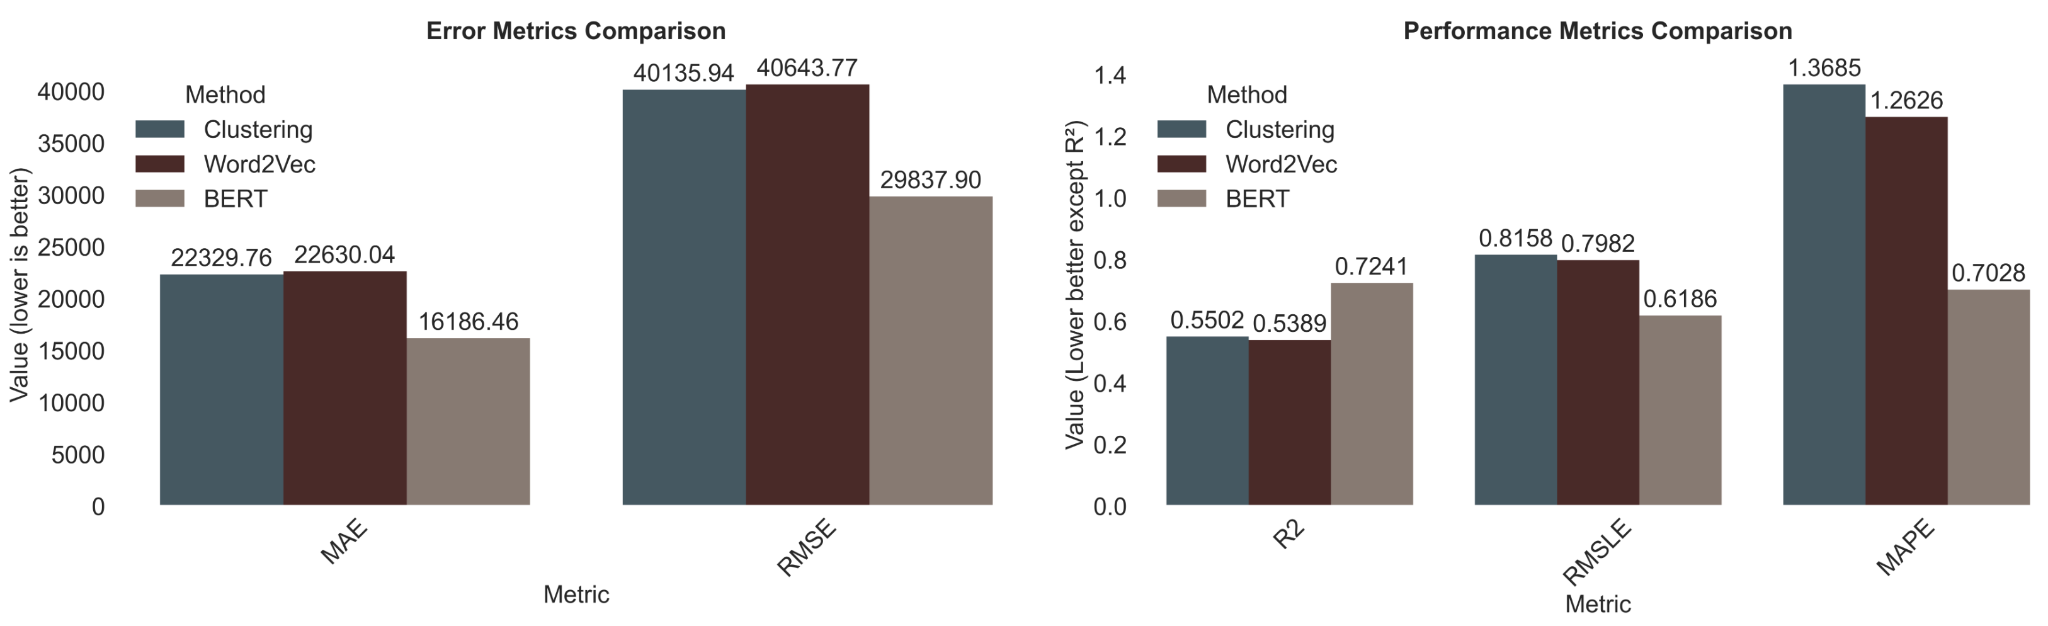 Error Metrics Comparison
Value (lower is better)
40000
35000
30000
25000
20000
15000
10000
5000
0
Method
Clustering
Word2Vec
BERT
22329.76
22630.04
16186.46
40135.94
40643.77
29837.90
MAE
RMSE
Metric
Performance Metrics Comparison
Value (Lower better except R²)
1.4
1.2
1.0
0.8
0.6
0.4
0.2
0.0
Method
Clustering
Word2Vec
BERT
0.5502
0.5389
0.7241
0.8158
0.7982
0.6186
1.3685
1.2626
0.7028
R2
RMSLE
MAPE
Metric